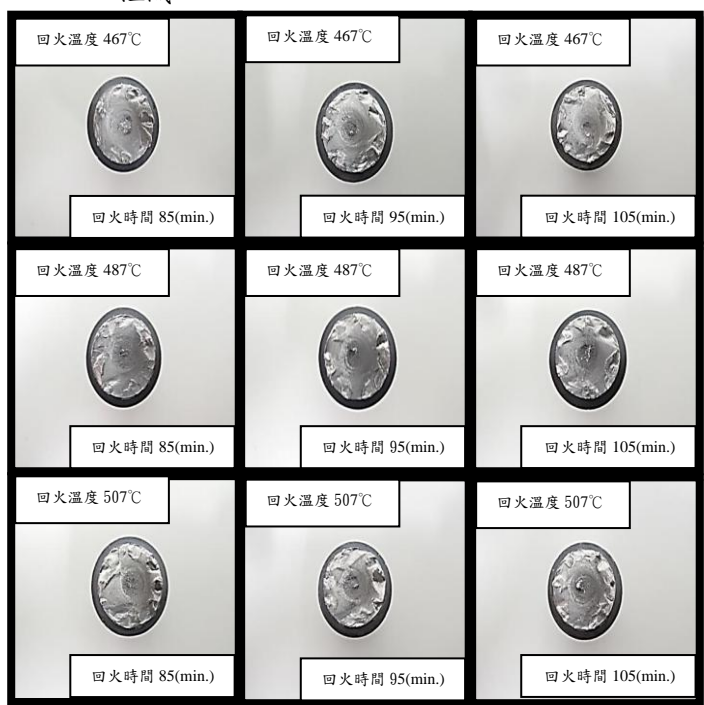 回火溫度 467℃
回火溫度 467℃
回火溫度 467℃
回火時間 85(min.)
回火時間 95(min.)
回火時間 105(min.)
回火溫度 487℃
回火溫度 487℃
回火溫度 487℃
回火時間 85(min.)
回火時間 95(min.)
回火時間 105(min.)
回火溫度 507℃
回火溫度 507℃
回火溫度 507℃
回火時間 85(min.)
回火時間 95(min.)
回火時間 105(min.)